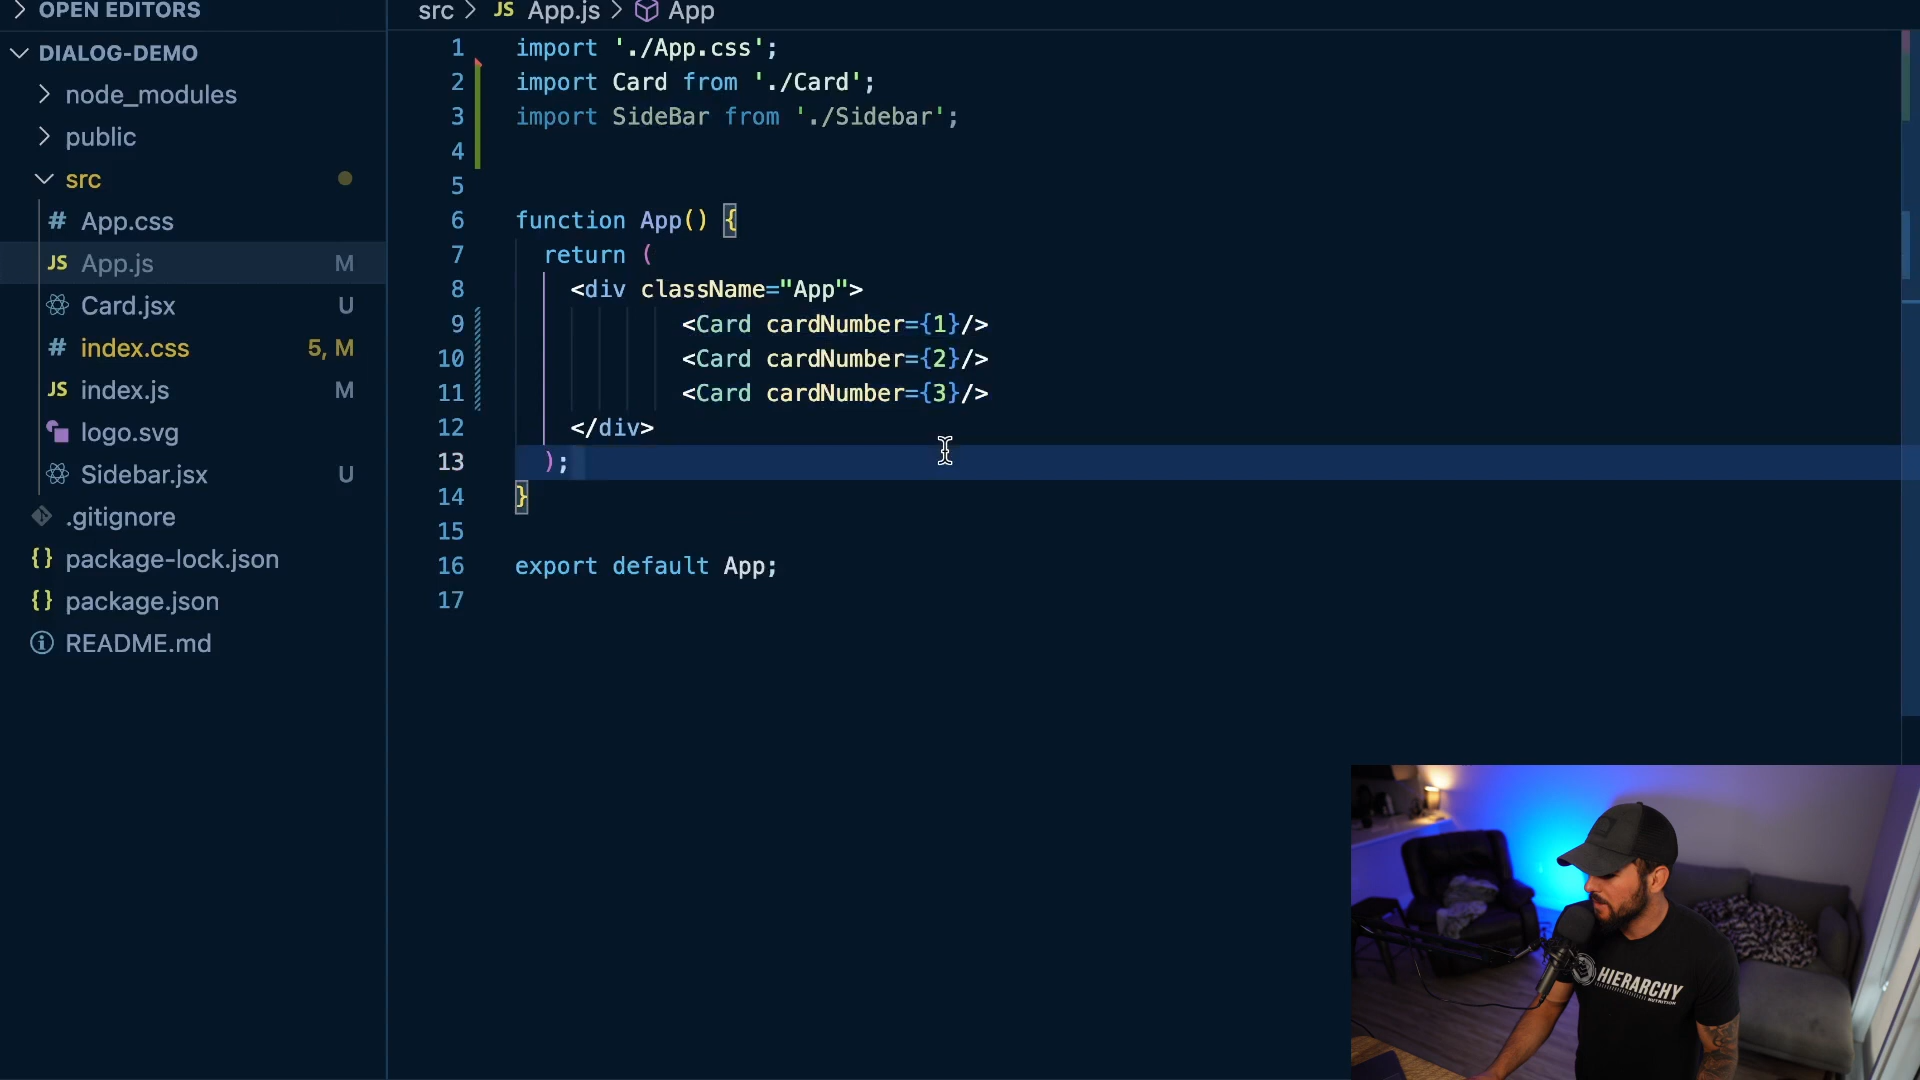 OPEN EDITORS
DIALOG-DEMO
node_modules
public
src
# App.css
JS App.js M
Card.jsx U
# index.css 5, M
JS index.js M
logo.svg
Sidebar.jsx U
.gitignore
{} package-lock.json
{} package.json
README.md
src > JS App.js > App
1 import './App.css';
2 import Card from './Card';
3 import SideBar from './Sidebar';
4
5
6 function App() {
7 return (
8 <div className="App">
9 <Card cardNumber={1}/>
10 <Card cardNumber={2}/>
11 <Card cardNumber={3}/>
12 </div>
13 );
14 }
15
16 export default App;
17
HIERARCHY